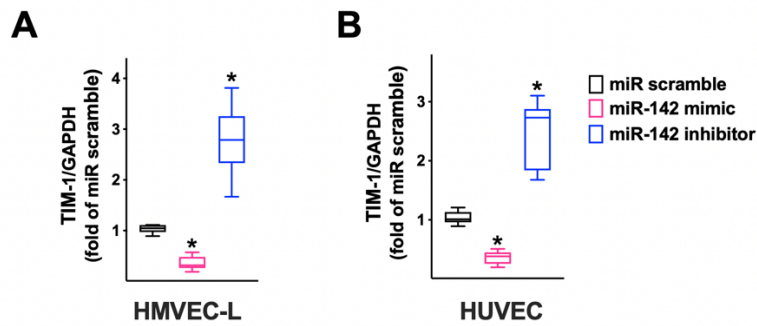 A
TIM-1/GAPDH
(fold of miR scramble)
4
3
2
1
*
*
HMVEC-L
B
TIM-1/GAPDH
(fold of miR scramble)
3
2
1
*
*
HUVEC
miR scramble
miR-142 mimic
miR-142 inhibitor